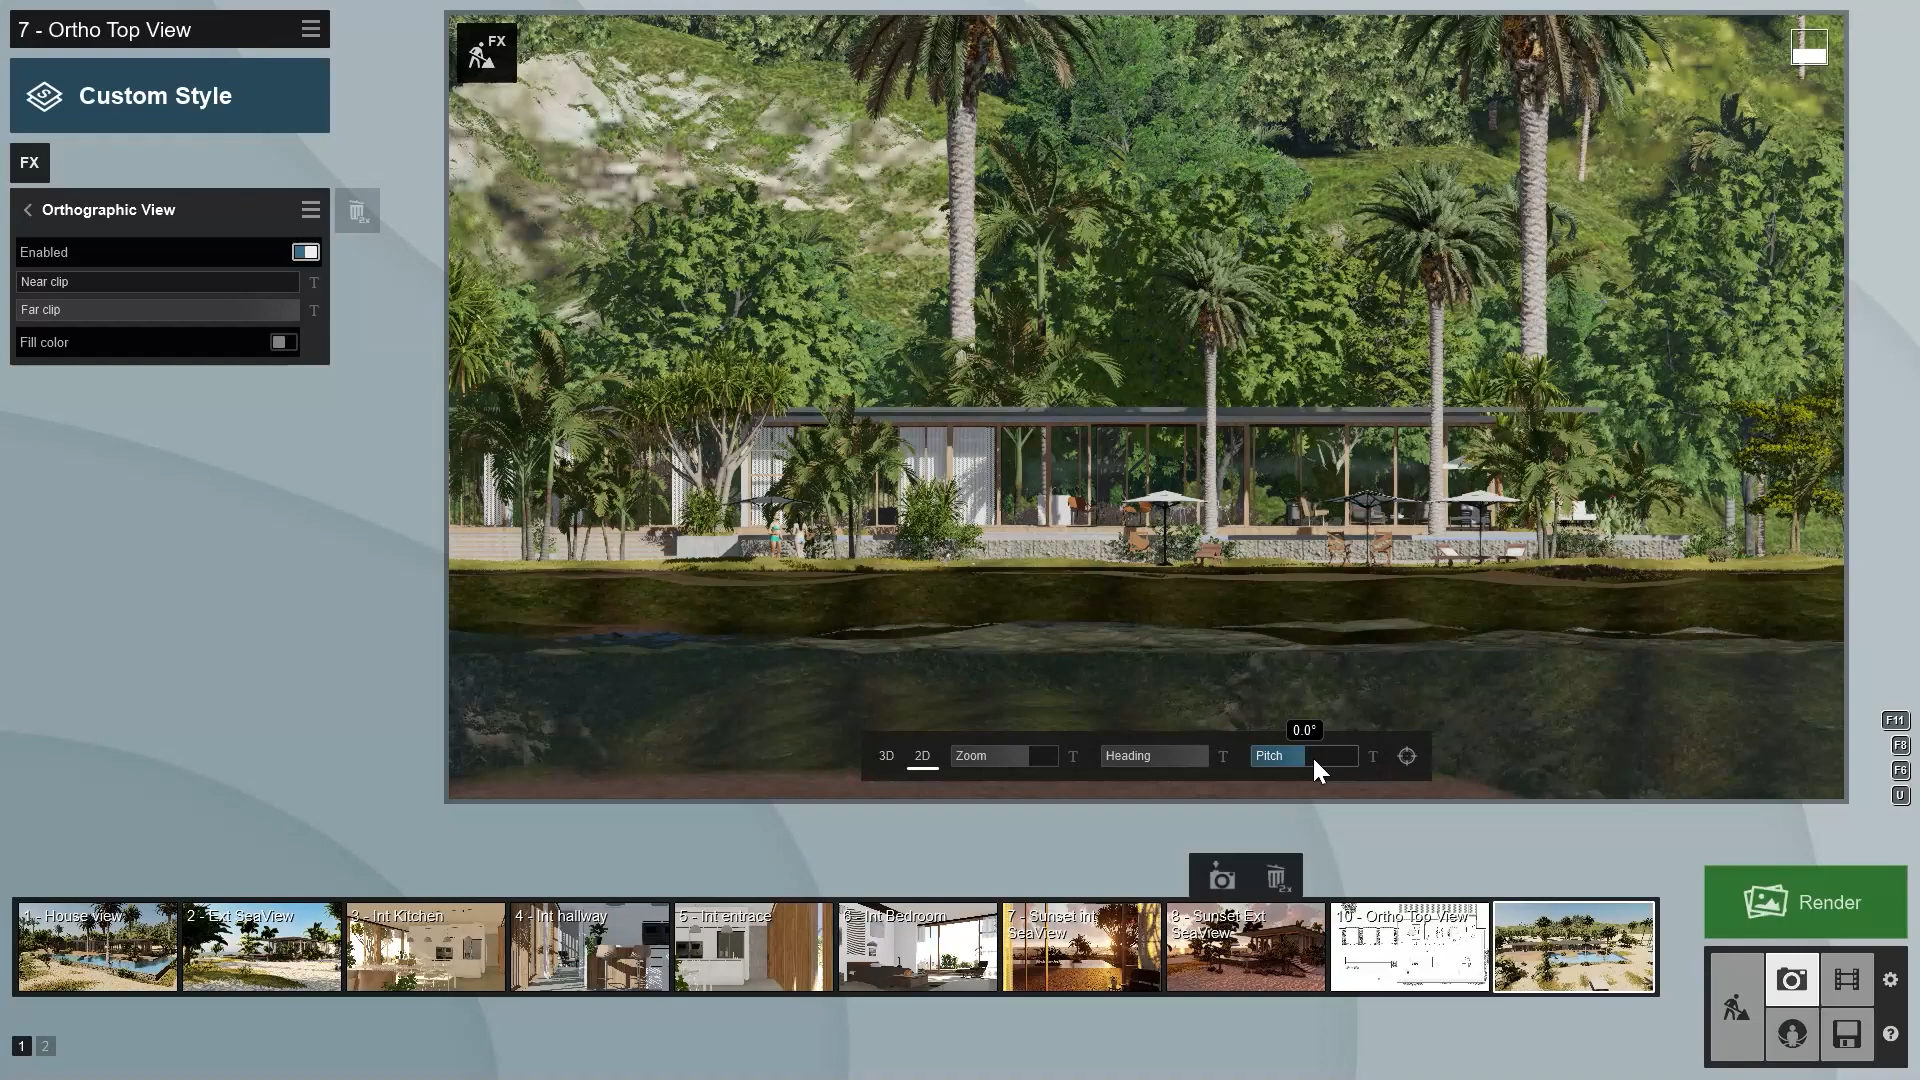 7 - Ortho Top View
FX
Custom Style
FX
Orthographic View
2x
Enabled
Near clip
T
Far clip
T
Fill color
0.0°
3D
2D
Zoom
T
Heading
T
Pitch
T
F11
F8
F6
U
2x
Render
1 - House view
2 - Ext SeaView
3 - Int Kitchen
4 - Int hallway
5 - Int entrace
6 - Int Bedroom
7 - Sunset int
SeaView
8 - Sunset Ext
SeaView
10 - Ortho Top View
?
1
2